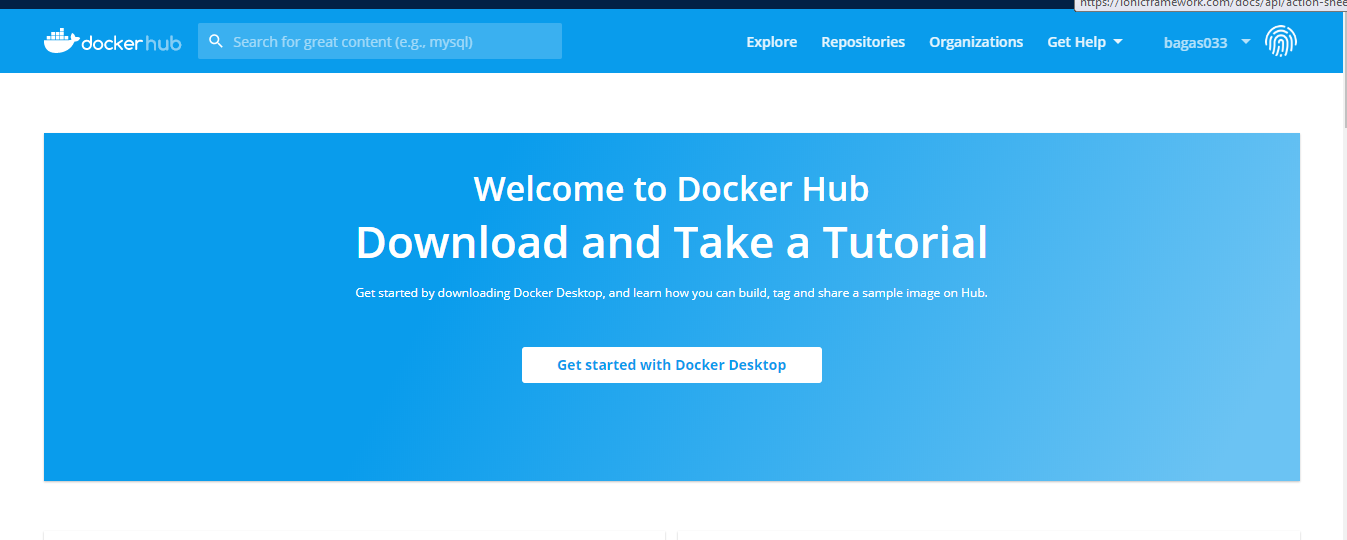 https://ionicframework.com/docs/api/action-shee
docker hub
Search for great content (e.g., mysql)
Explore
Repositories
Organizations
Get Help
bagas033
Welcome to Docker Hub
Download and Take a Tutorial
Get started by downloading Docker Desktop, and learn how you can build, tag and share a sample image on Hub.
Get started with Docker Desktop